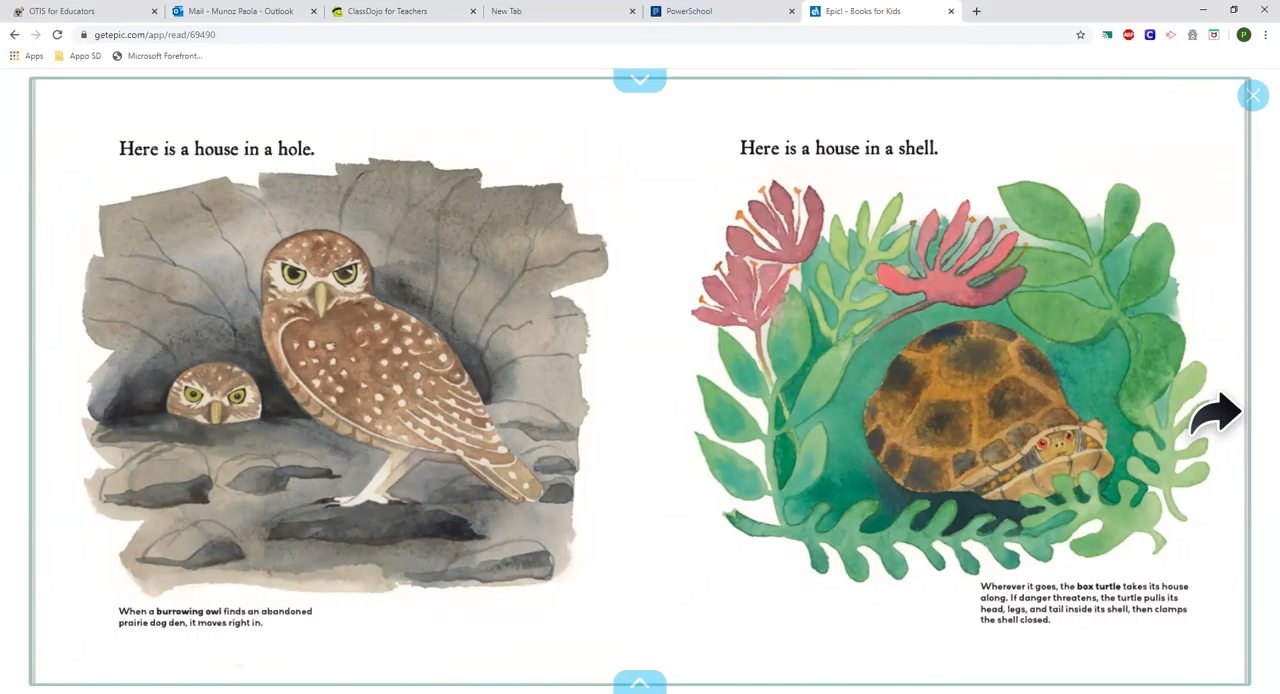 OTIS for Educators
Mail - Munoz Paola - Outlook
ClassDojo for Teachers
New Tab
PowerSchool
Epic! - Books for Kids
getepic.com/app/read/69490
P
Apps
Appo SD
Microsoft Forefront...
Here is a house in a hole.
When a burrowing owl finds an abandoned
prairie dog den, it moves right in.
Here is a house in a shell.
Wherever it goes, the box turtle takes its house
along. If danger threatens, the turtle pulls its
head, legs, and tail inside its shell, then clamps
the shell closed.